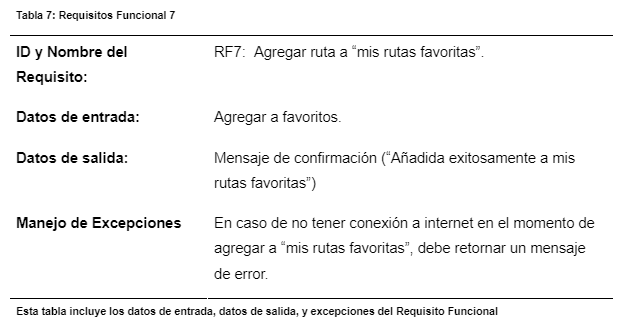 Tabla 7: Requisitos Funcional 7
ID y Nombre del Requisito: RF7:  Agregar ruta a “mis rutas favoritas”.
Datos de entrada: Agregar a favoritos.
Datos de salida: Mensaje de confirmación (“Añadida exitosamente a mis
rutas favoritas”)
Manejo de Excepciones En caso de no tener conexión a internet en el momento de
agregar a “mis rutas favoritas”, debe retornar un mensaje
de error.
Esta tabla incluye los datos de entrada, datos de salida, y excepciones del Requisito Funcional